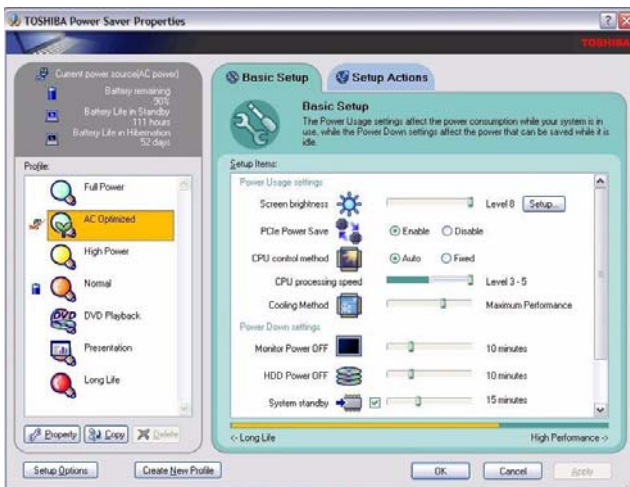 TOSHIBA Power Saver Properties
TOSHIBA
Current power source(AC power)
Battery remaining
90%
Battery Life in Standby
111 hours
Battery Life in Hibernation
52 days
Profile:
Full Power
AC Optimized
High Power
Normal
DVD Playback
Presentation
Long Life
Property
Copy
Delete
Basic Setup
Setup Actions
Basic Setup
The Power Usage settings affect the power consumption while your system is in
use, while the Power Down settings affect the power that can be saved while it is
idle.
Setup Items:
Power Usage settings
Screen brightness Level 8 Setup...
PCIe Power Save Enable Disable
CPU control method Auto Fixed
CPU processing speed Level 3 - 5
Cooling Method Maximum Performance
Power Down settings
Monitor Power OFF 10 minutes
HDD Power OFF 10 minutes
System standby 15 minutes
<- Long Life High Performance ->
Setup Options
Create New Profile
OK
Cancel
Apply